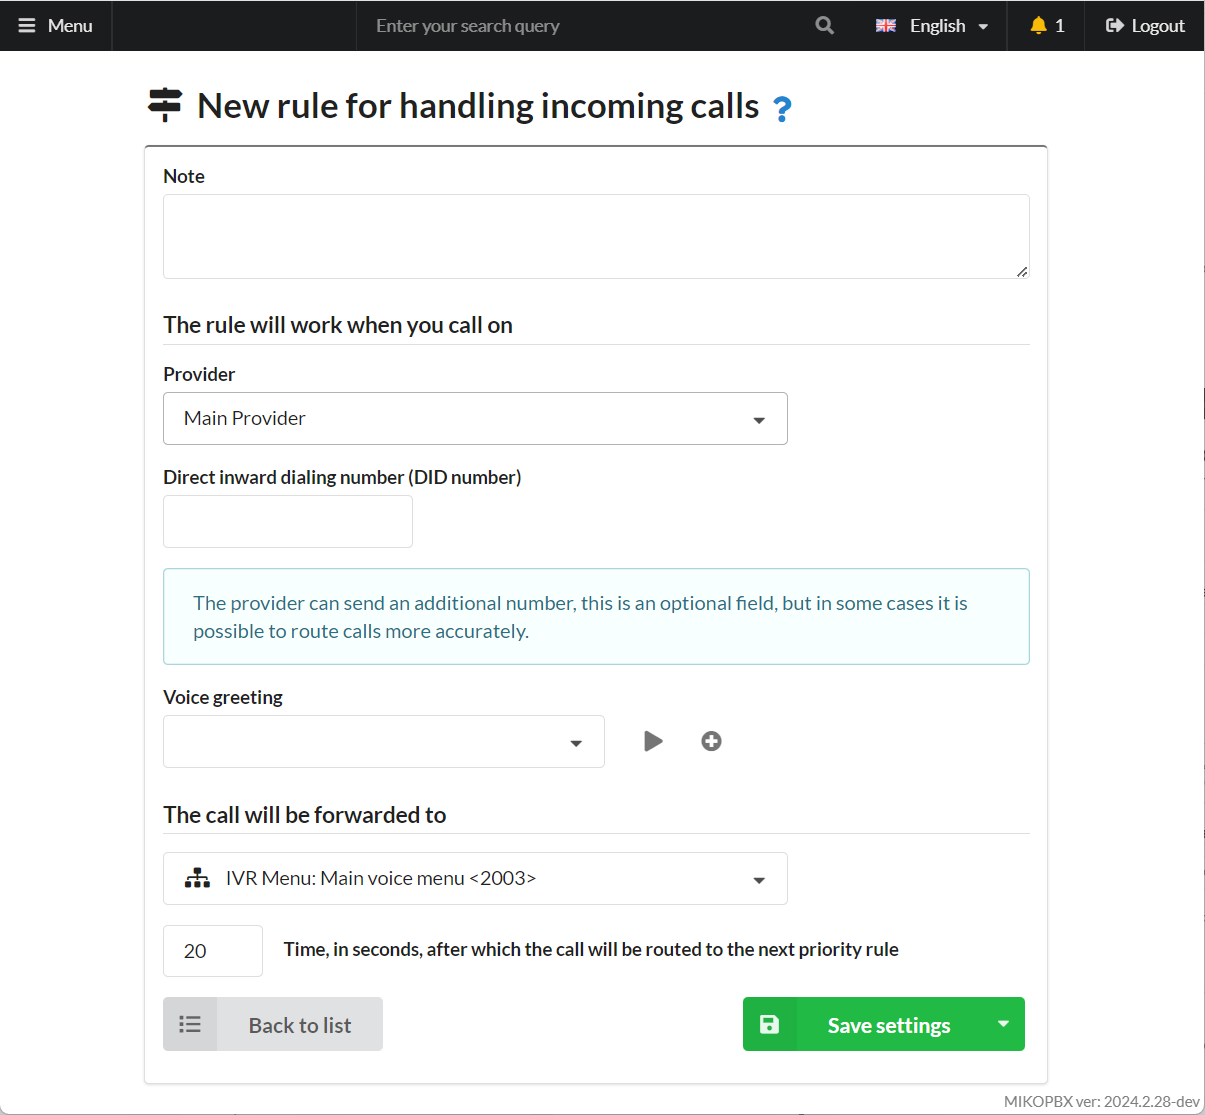 Menu
Enter your search query
English
1
Logout
New rule for handling incoming calls ?
Note
The rule will work when you call on
Provider
Main Provider
Direct inward dialing number (DID number)
The provider can send an additional number, this is an optional field, but in some cases it is
possible to route calls more accurately.
Voice greeting
The call will be forwarded to
IVR Menu: Main voice menu <2003>
20
Time, in seconds, after which the call will be routed to the next priority rule
Back to list
Save settings
MIKOPBX ver: 2024.2.28-dev